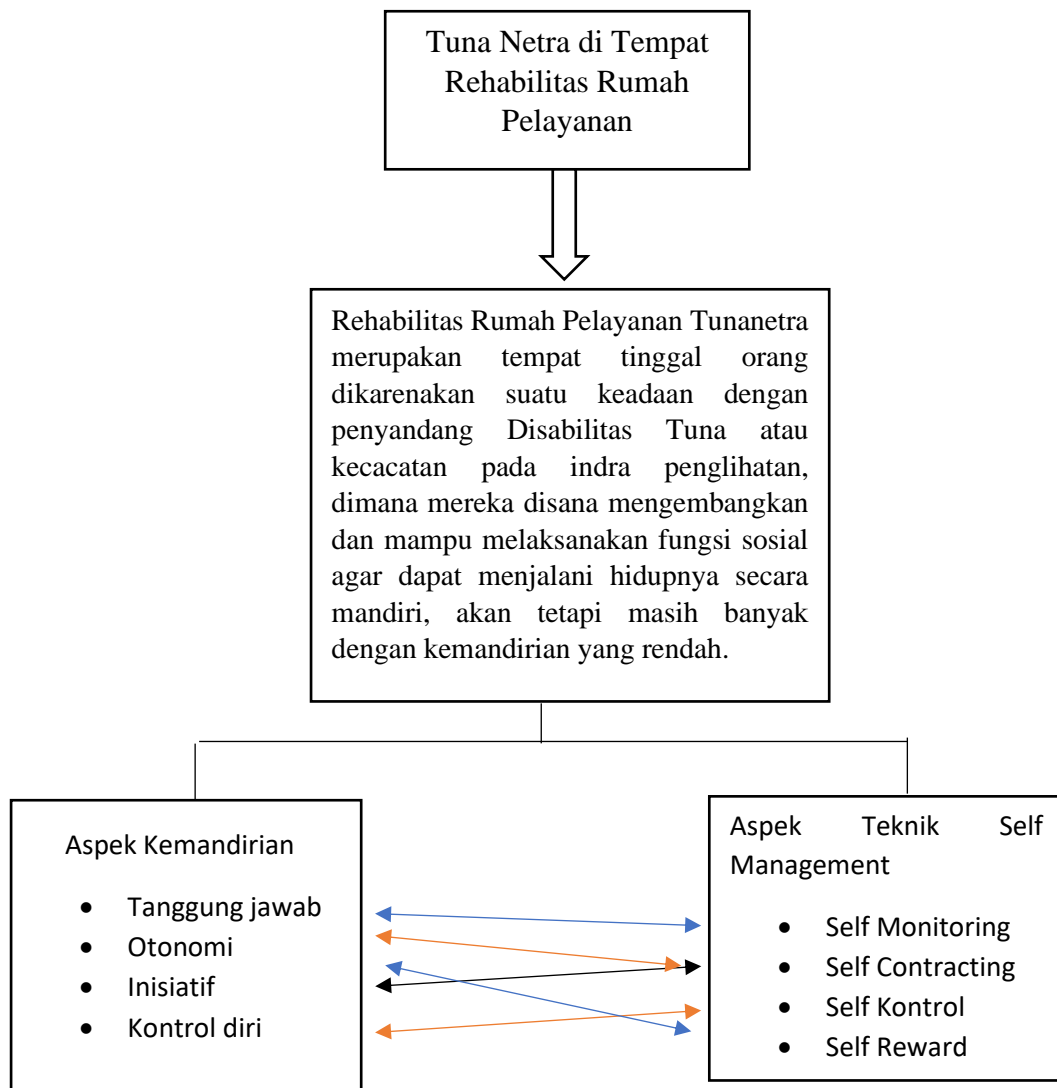 Tuna Netra di Tempat
Rehabilitas Rumah
Pelayanan
Rehabilitas Rumah Pelayanan Tunanetra
merupakan tempat tinggal orang
dikarenakan suatu keadaan dengan
penyandang Disabilitas Tuna atau
kecacatan pada indra penglihatan,
dimana mereka disana mengembangkan
dan mampu melaksanakan fungsi sosial
agar dapat menjalani hidupnya secara
mandiri, akan tetapi masih banyak
dengan kemandirian yang rendah.
Aspek Kemandirian
• Tanggung jawab
• Otonomi
• Inisiatif
• Kontrol diri
Aspek Teknik Self
Management
• Self Monitoring
• Self Contracting
• Self Kontrol
• Self Reward